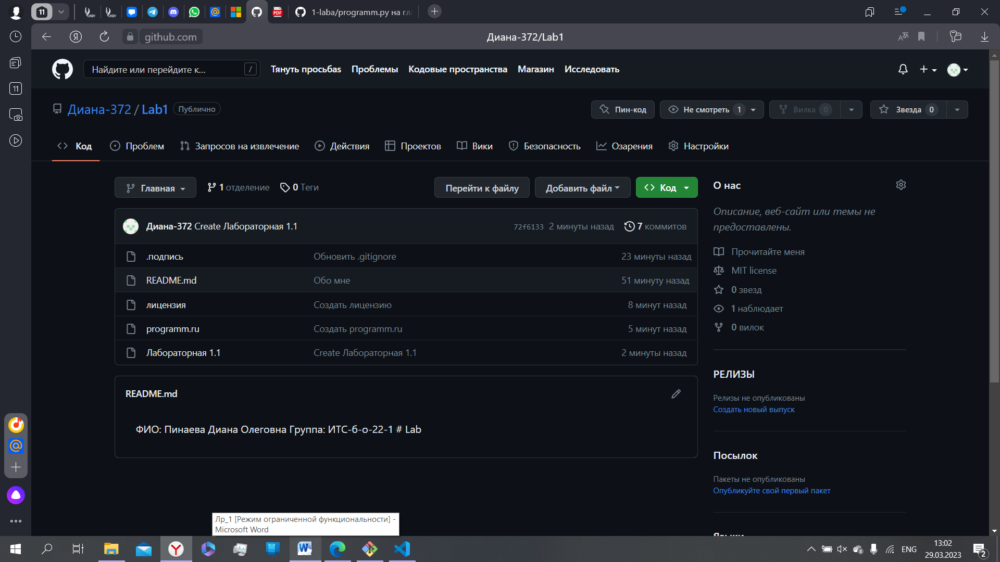 11
1-laba/programm.py на гл
github.com
Диана-372/Lab1
Найдите или перейдите к...
/
Тянуть просьбаs
Проблемы
Кодовые пространства
Магазин
Исследовать
11
Диана-372 / Lab1
Публично
Пин-код
Не смотреть 1
Вилка 0
Звезда 0
Код
Проблем
Запросов на извлечение
Действия
Проектов
Вики
Безопасность
Озарения
Настройки
Главная
1 отделение
0 Теги
Перейти к файлу
Добавить файл
Код
Диана-372 Create Лабораторная 1.1
72f6133 2 минуты назад
7 коммитов
.подпись Обновить .gitignore 23 минуты назад
README.md Обо мне 51 минуту назад
лицензия Создать лицензию 8 минут назад
programm.ru Создать programm.ru 5 минут назад
Лабораторная 1.1 Create Лабораторная 1.1 2 минуты назад
README.md
ФИО: Пинаева Диана Олеговна Группа: ИТС-б-о-22-1 # Lab
О нас
Описание, веб-сайт или темы не
предоставлены.
Прочитайте меня
MIT license
0 звезд
1 наблюдает
0 вилок
РЕЛИЗЫ
Релизы не опубликованы
Создать новый выпуск
Посылок
Пакеты не опубликованы
Опубликуйте свой первый пакет
Языки
Лр_1 [Режим ограниченной функциональности] -
Microsoft Word
ENG
13:02
29.03.2023
2